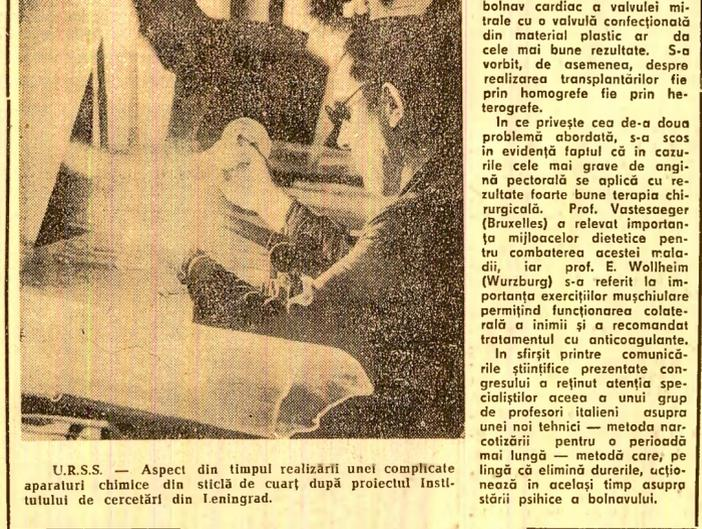 bolnav cardiac a valvulei mi-
trale cu o valvulă confecționată
din material plastic ar da
cele mai bune rezultate. S-a
vorbit, de asemenea, despre
realizarea transplantărilor fie
prin homogrefe fie prin he-
terogrefe.
In ce privește cea de-a doua
problemă abordată, s-a scos
in evidență faptul că in cazu-
rile cele mai grave de angi-
nă pectorală se aplică cu re-
zultate foarte bune terapia chi-
rurgicală. Prof. Vastesaeger
(Bruxelles) a relevat importan-
ța mijloacelor dietetice pen-
tru combaterea acestei mala-
dii, iar prof. E. Wollheim
(Wurzburg) s-a referit la im-
portanța exercițiilor mușchiulare
permițind funcționarea colate-
rală a inimii și a recomandat
tratamentul cu anticoagulante.
In sfirșit printre comunică-
rile științifice prezentate con-
gresului a reținut atenția spe-
cialiștilor aceea a unui grup
de profesori italieni asupra
unei noi tehnici — metoda nar-
cotizării pentru o perioadă
mai lungă — metodă care, pe
lingă că elimină durerile, acțio-
nează in același timp asupra
stării psihice a bolnavului.
U.R.S.S. — Aspect din timpul realizării unei complicate
aparaturi chimice din sticlă de cuarț după proiectul Insti-
tutului de cercetări din Leningrad.